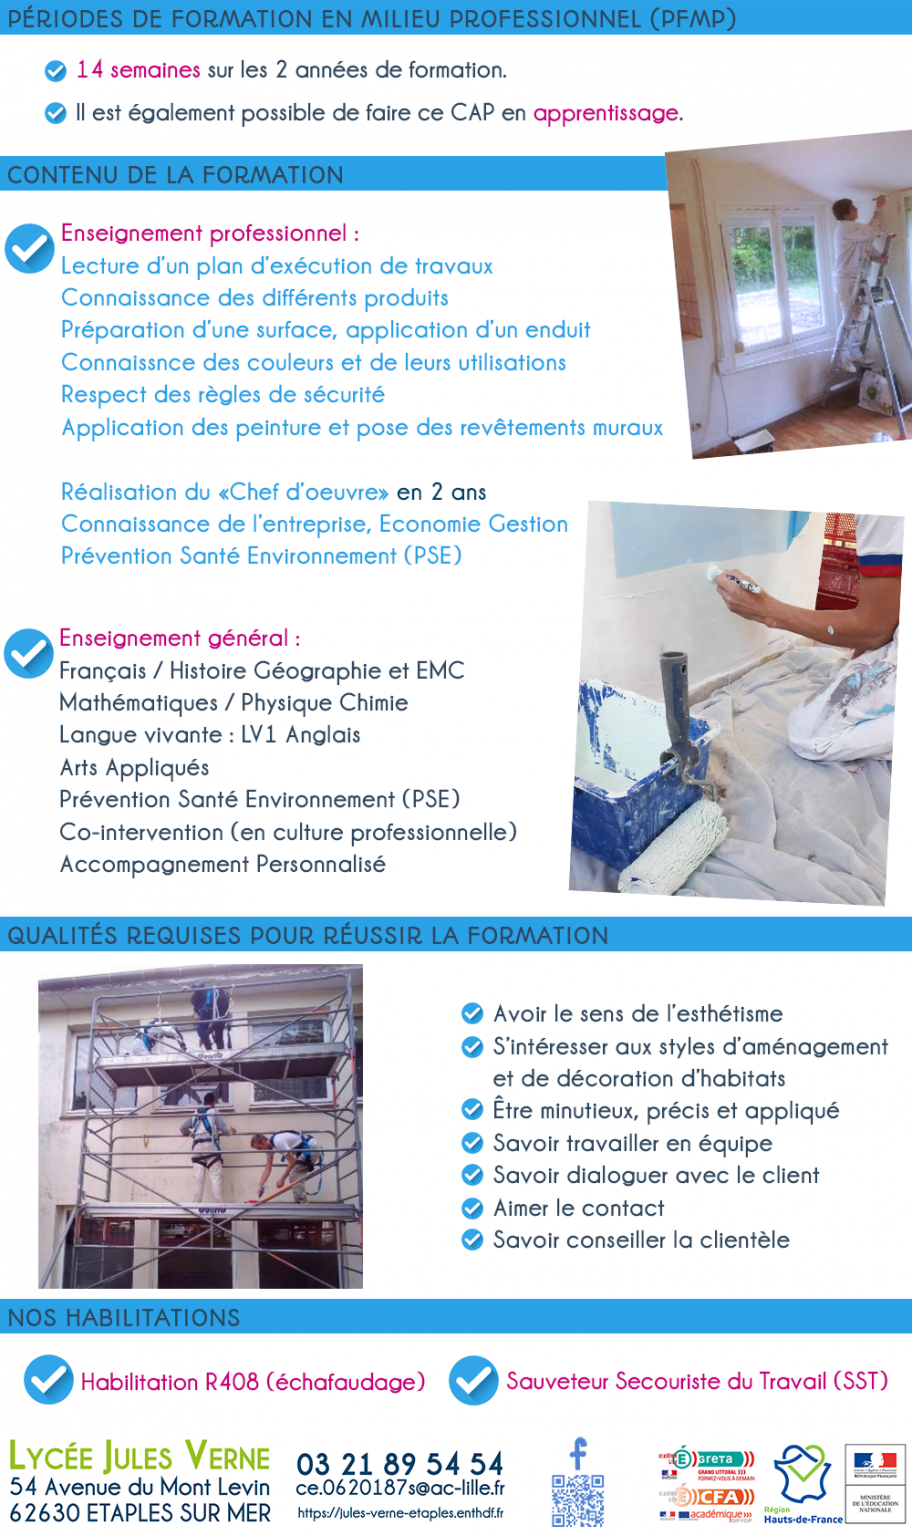 PÉRIODES DE FORMATION EN MILIEU PROFESSIONNEL (PFMP)
14 semaines sur les 2 années de formation.
Il est également possible de faire ce CAP en apprentissage.
CONTENU DE LA FORMATION
Enseignement professionnel :
Lecture d'un plan d'exécution de travaux
Connaissance des différents produits
Préparation d'une surface, application d'un enduit
Connaissnce des couleurs et de leurs utilisations
Respect des règles de sécurité
Application des peinture et pose des revêtements muraux
Réalisation du «Chef d'oeuvre» en 2 ans
Connaissance de l'entreprise, Economie Gestion
Prévention Santé Environnement (PSE)
Enseignement général :
Français / Histoire Géographie et EMC
Mathématiques / Physique Chimie
Langue vivante : LV1 Anglais
Arts Appliqués
Prévention Santé Environnement (PSE)
Co-intervention (en culture professionnelle)
Accompagnement Personnalisé
QUALITÉS REQUISES POUR RÉUSSIR LA FORMATION
Avoir le sens de l'esthétisme
S'intéresser aux styles d'aménagement
et de décoration d'habitats
Être minutieux, précis et appliqué
Savoir travailler en équipe
Savoir dialoguer avec le client
Aimer le contact
Savoir conseiller la clientèle
NOS HABILITATIONS
Habilitation R408 (échafaudage)
Sauveteur Secouriste du Travail (SST)
LYCÉE JULES VERNE
54 Avenue du Mont Levin
62630 ETAPLES SUR MER
03 21 89 54 54
ce.0620187s@ac-lille.fr
https://jules-verne-etaples.enthdf.fr
GRAND LITTORAL
FORMEZ-VOUS À DEMAIN
CFA
académique
Région
Hauts-de-France
MINISTÈRE
DE L'ÉDUCATION
NATIONALE